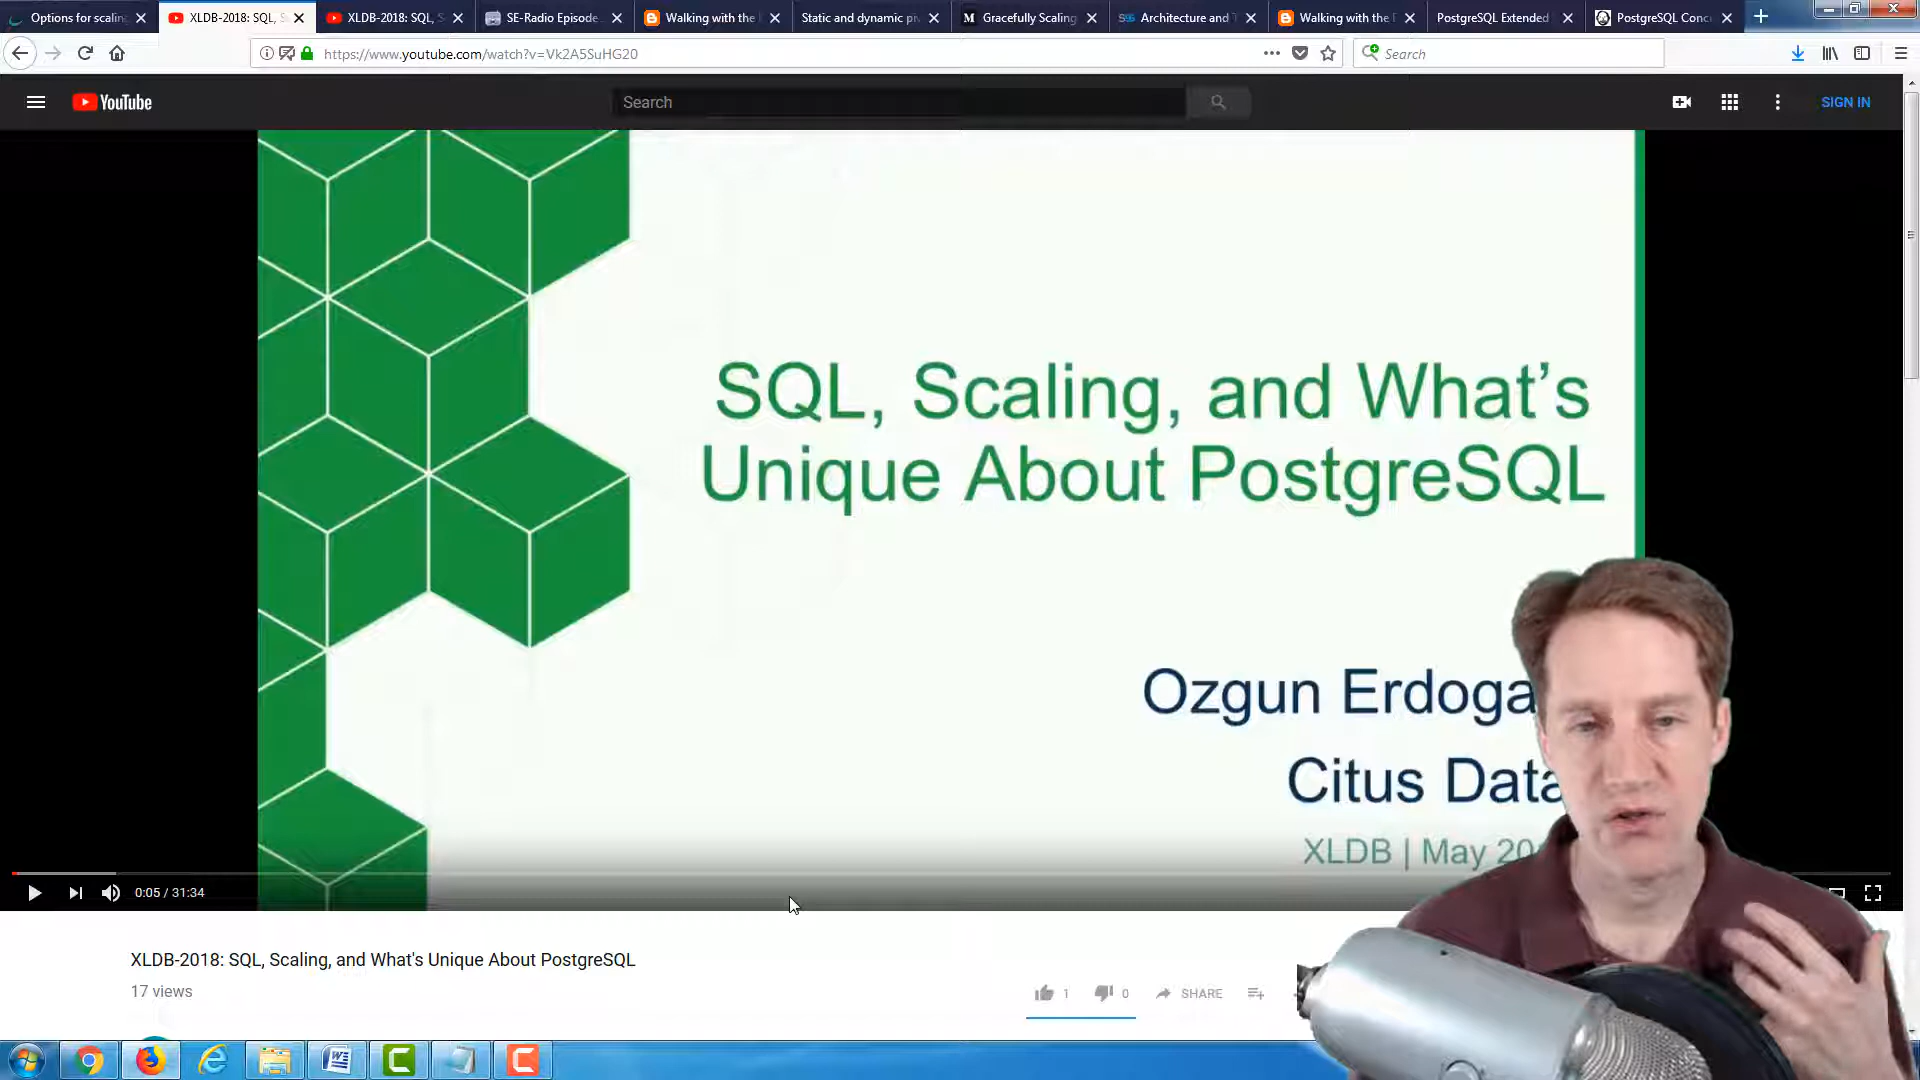 Options for scaling
XLDB-2018: SQL, S
XLDB-2018: SQL, S
SE-Radio Episode
Walking with the
Static and dynamic pi
Gracefully Scaling
Architecture and
Walking with the
PostgreSQL Extended
PostgreSQL Conc
https://www.youtube.com/watch?v=Vk2A5SuHG20
Search
YouTube
Search
SIGN IN
SQL, Scaling, and What's
Unique About PostgreSQL
Ozgun Erdoga
Citus Data
XLDB | May 20
0:05 / 31:34
XLDB-2018: SQL, Scaling, and What's Unique About PostgreSQL
17 views
1
0
SHARE